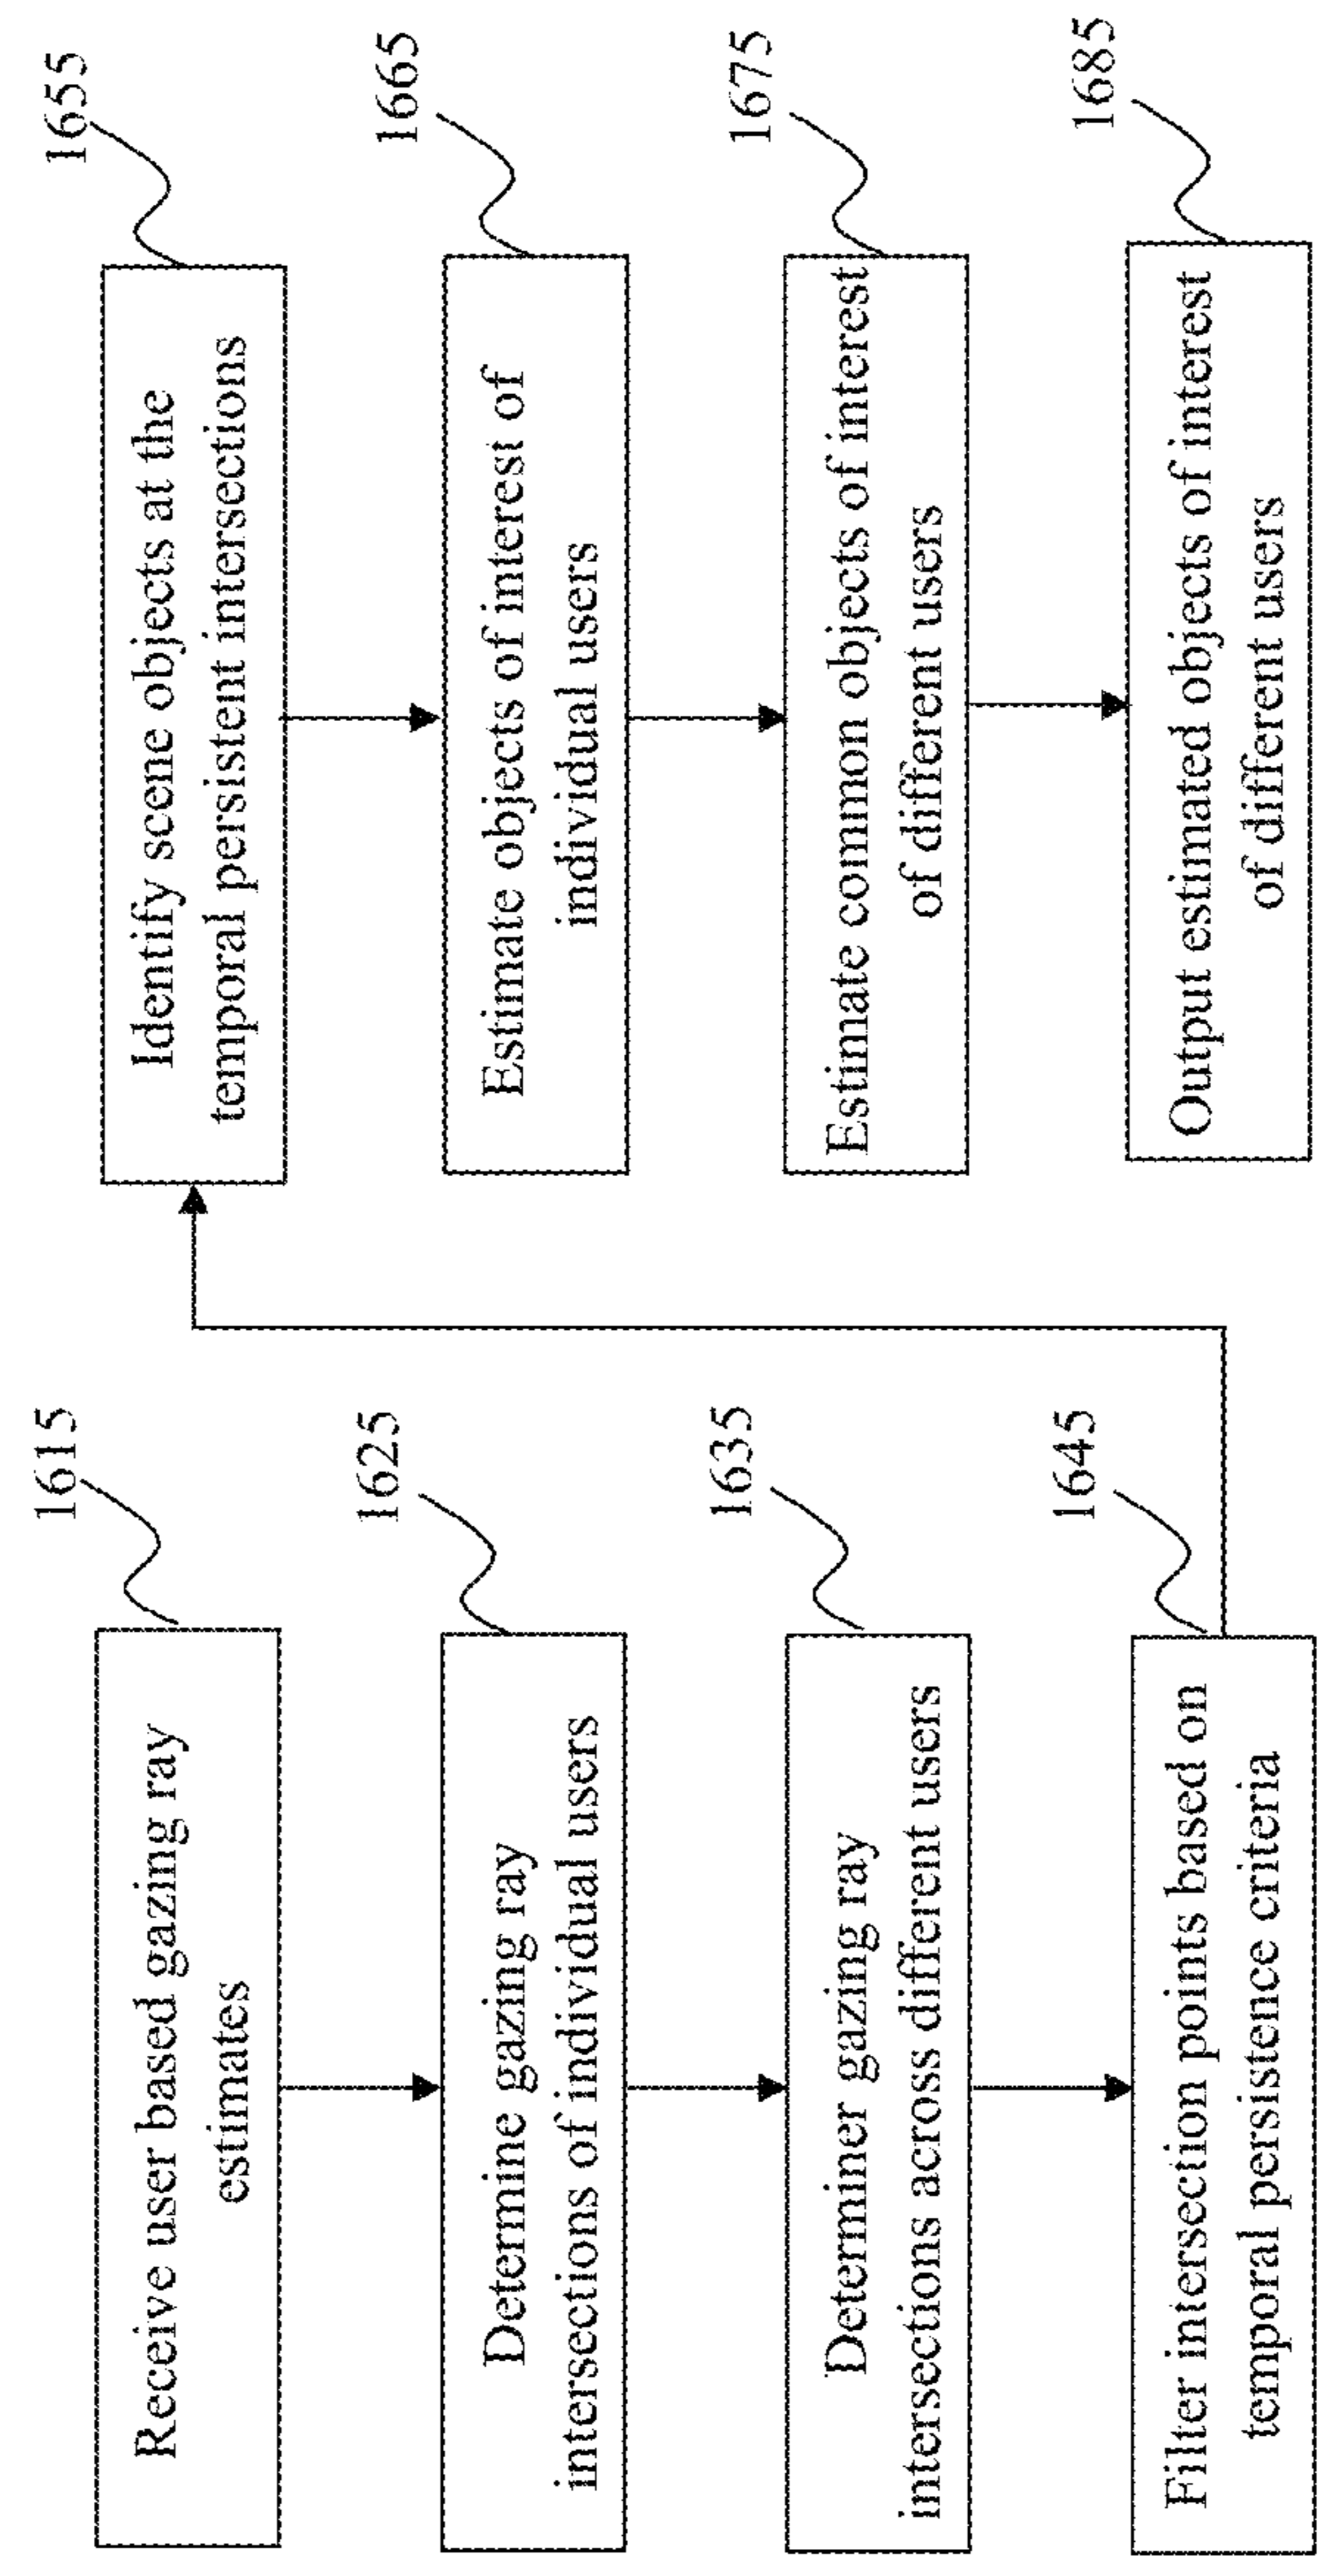 1615
Receive user based gazing ray
estimates
1625
Determine gazing ray
intersections of individual users
1635
Determiner gazing ray
intersections across different users
1645
Filter intersection points based on
temporal persistence criteria
1655
Identify scene objects at the
temporal persistent intersections
1665
Estimate objects of interest of
individual users
1675
Estimate common objects of interest
of different users
1685
Output estimated objects of interest
of different users